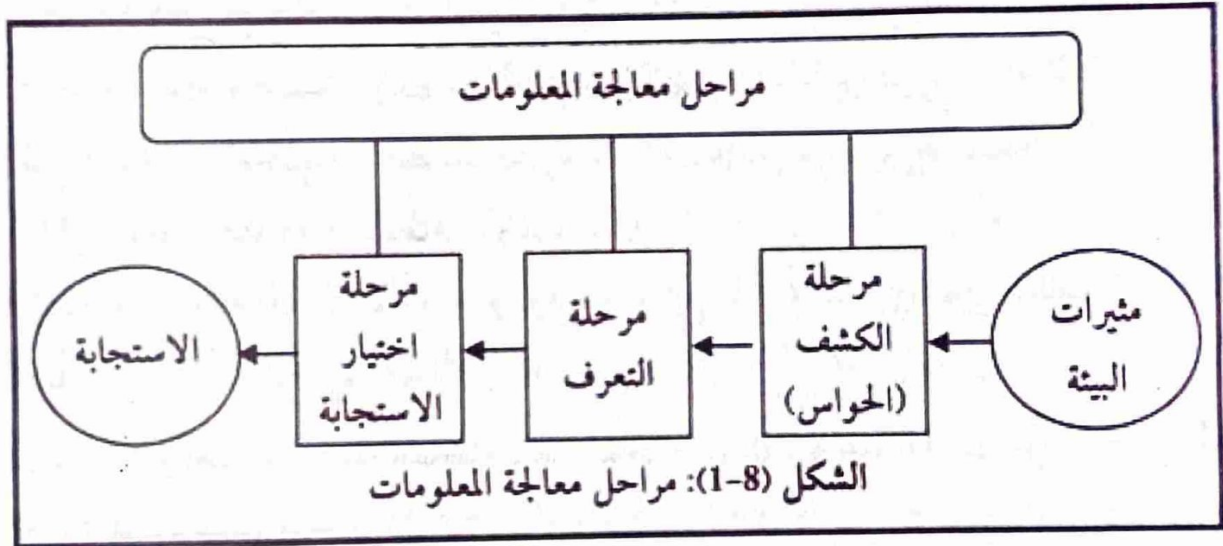 مراحل معالجة المعلومات
مثيرات
البيئة
مرحلة
الكشف
(الحواس)
مرحلة
التعرف
مرحلة
اختيار
الاستجابة
الاستجابة
الشكل (8-1): مراحل معالجة المعلومات